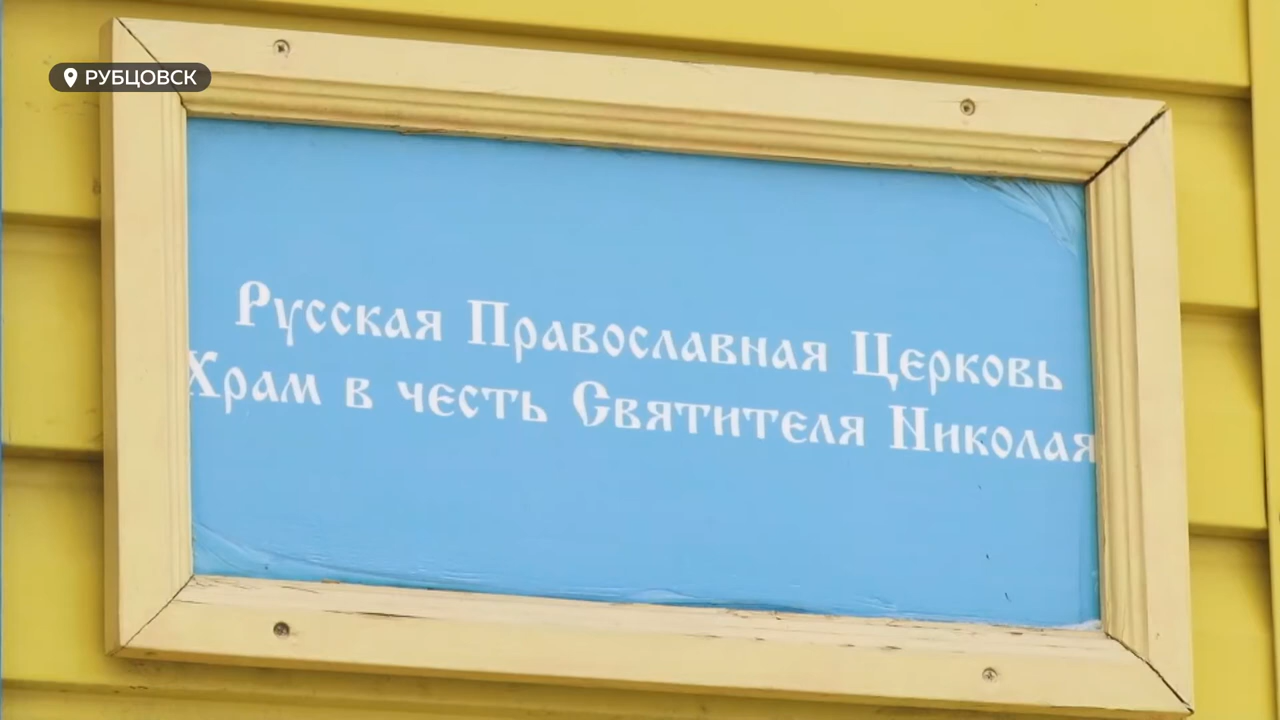 РУБЦОВСК
Русская Православная Церковь
Храм в честь Святителя Николая